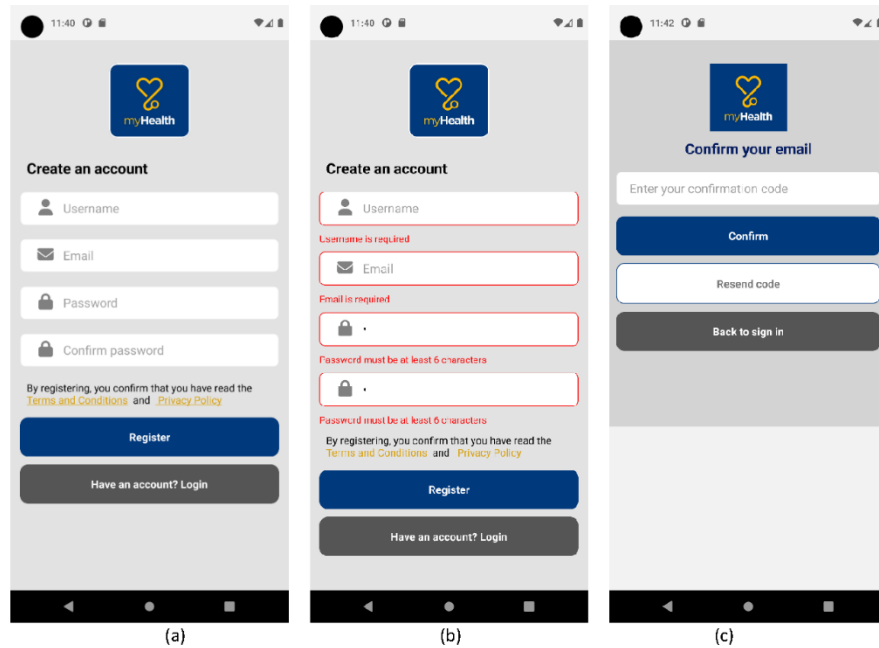 11:40
myHealth
Create an account
Username
Email
Password
Confirm password
By registering, you confirm that you have read the
Terms and Conditions and Privacy Policy
Register
Have an account? Login
(a)
11:40
myHealth
Create an account
Username
Username is required
Email
Email is required
•
Password must be at least 6 characters
•
Password must be at least 6 characters
By registering, you confirm that you have read the
Terms and Conditions and Privacy Policy
Register
Have an account? Login
(b)
11:42
myHealth
Confirm your email
Enter your confirmation code
Confirm
Resend code
Back to sign in
(c)